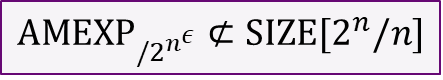 AMEXP_{/2^{n^ϵ}} ⊄ SIZE[2^n/n]